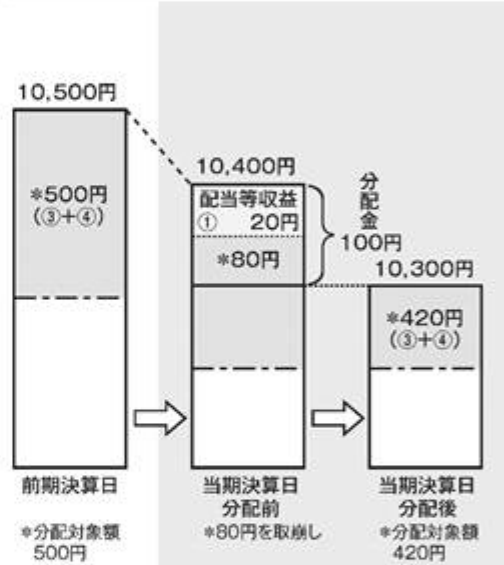 10,500円
*500円
(③+④)
前期決算日
*分配対象額
500円
10,400円
配当等収益
① 20円
*80円
分配金
100円
当期決算日
分配前
*80円を取崩し
10,300円
*420円
(③+④)
当期決算日
分配後
*分配対象額
420円